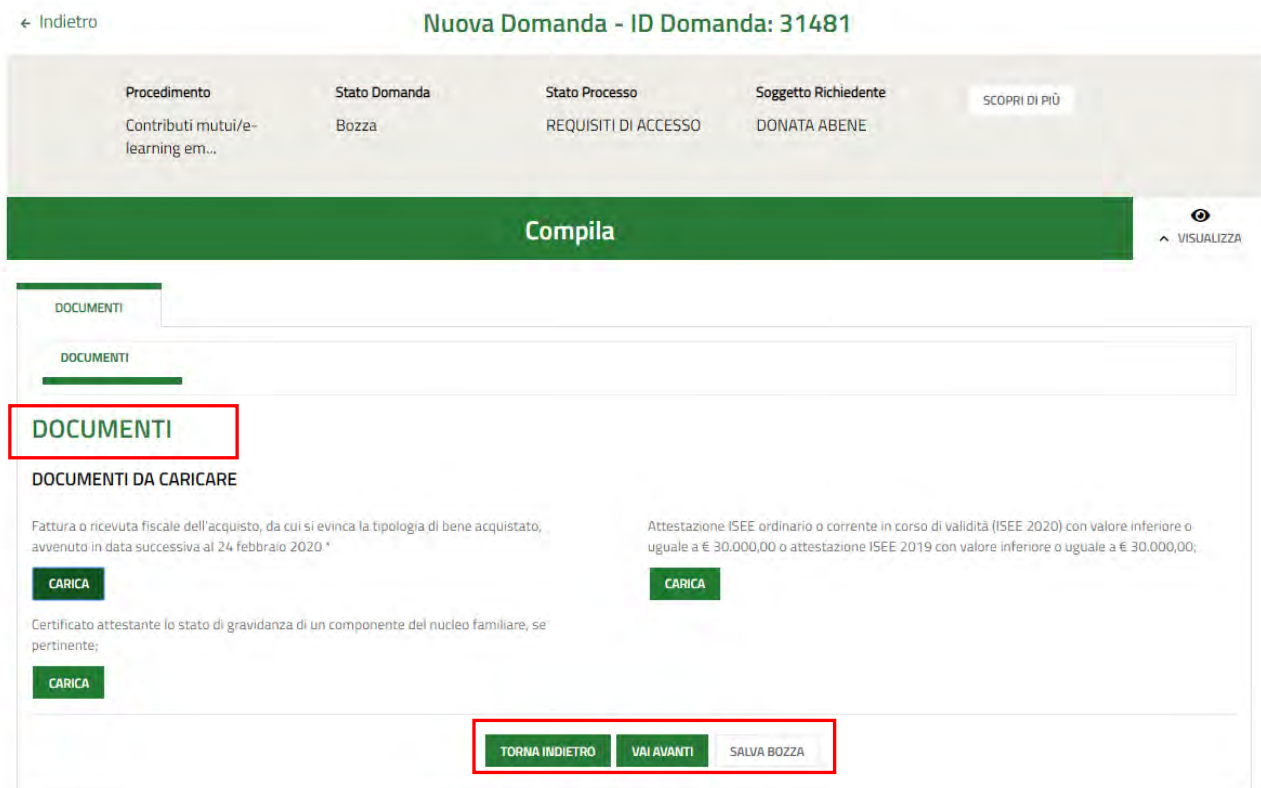 ← Indietro
Nuova Domanda - ID Domanda: 31481
Procedimento
Stato Domanda
Stato Processo
Soggetto Richiedente
SCOPRI DI PIÙ
Contributi mutui/e-
learning em...
Bozza
REQUISITI DI ACCESSO
DONATA ABENE
Compila
VISUALIZZA
DOCUMENTI
DOCUMENTI
DOCUMENTI
DOCUMENTI DA CARICARE
Fattura o ricevuta fiscale dell'acquisto, da cui si evinca la tipologia di bene acquistato,
avvenuto in data successiva al 24 febbraio 2020 *
CARICA
Attestazione ISEE ordinario o corrente in corso di validità (ISEE 2020) con valore inferiore o
uguale a € 30.000,00 o attestazione ISEE 2019 con valore inferiore o uguale a € 30.000,00;
CARICA
Certificato attestante lo stato di gravidanza di un componente del nucleo familiare, se
pertinente;
CARICA
TORNA INDIETRO
VAI AVANTI
SALVA BOZZA